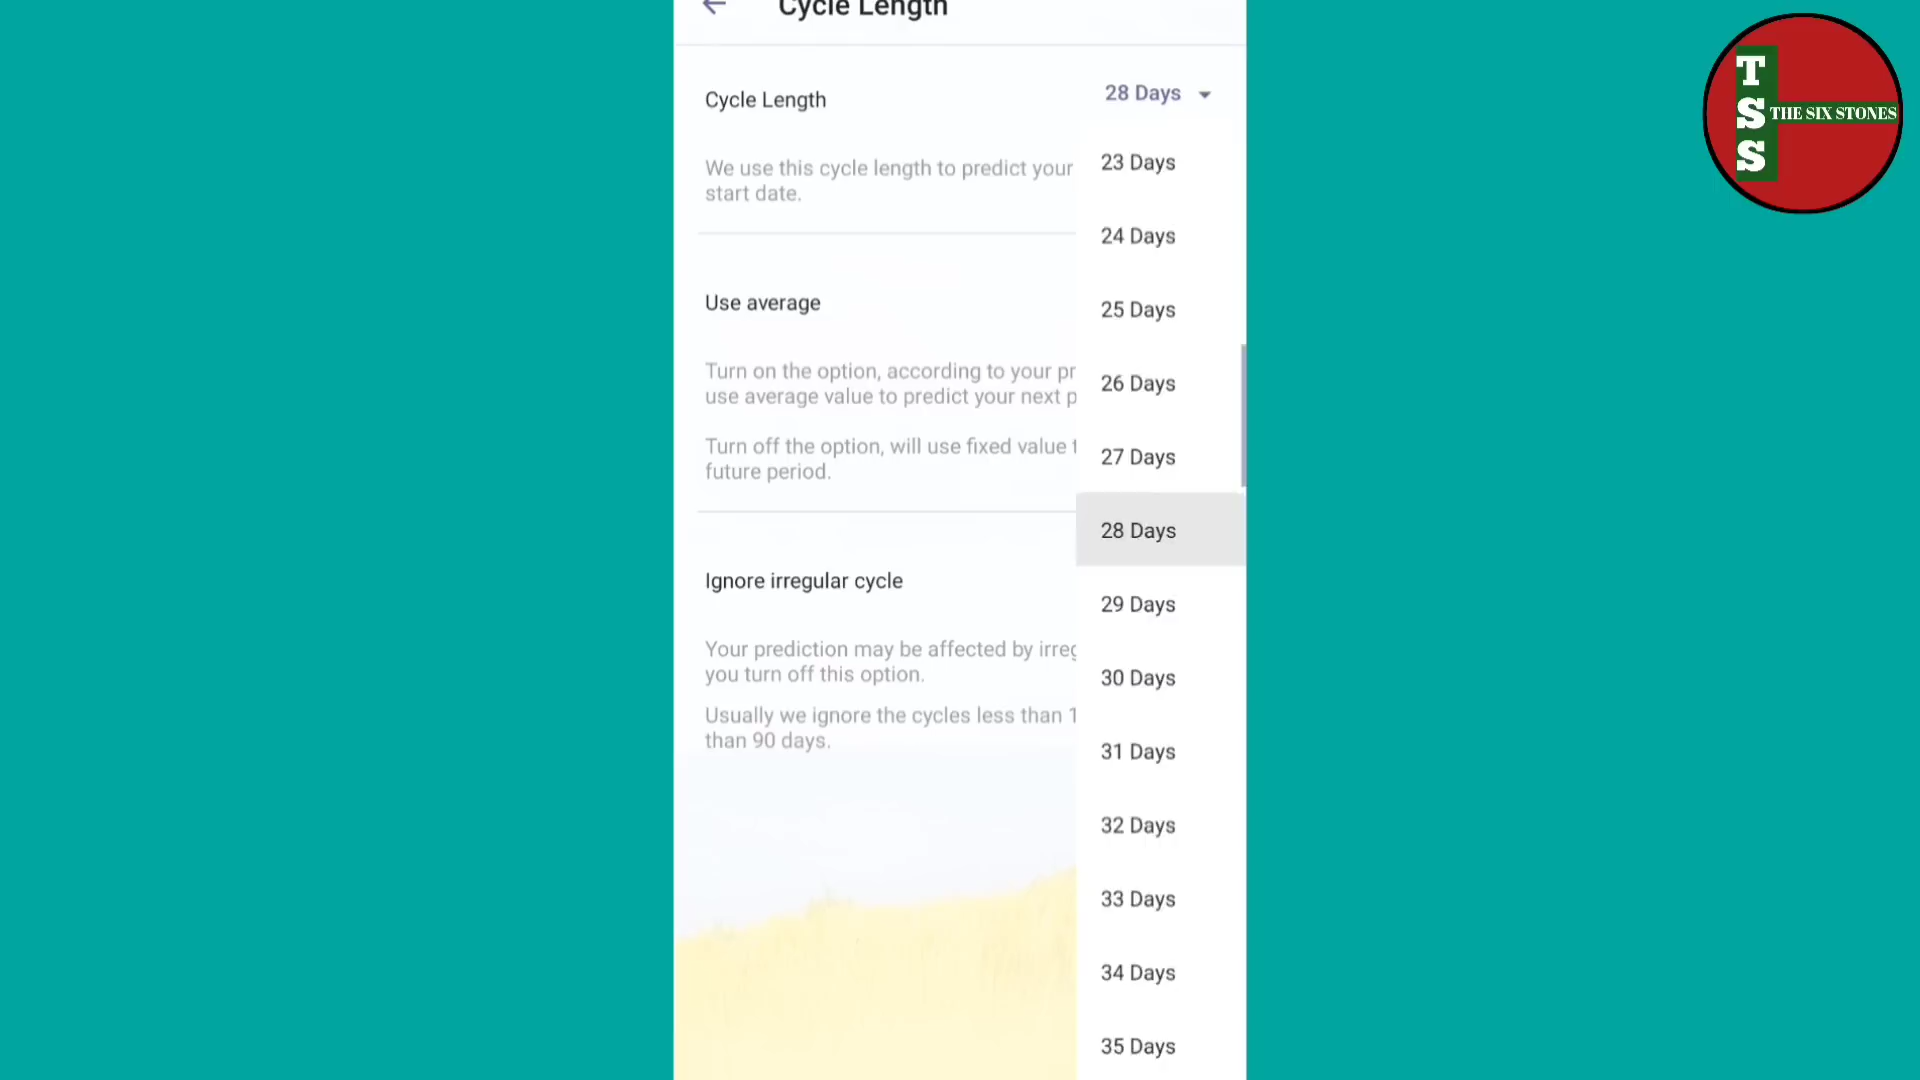 Cycle Length
Cycle Length
28 Days
We use this cycle length to predict your
start date.
Use average
Turn on the option, according to your
use average value to predict your next
Turn off the option, will use fixed value
future period.
Ignore irregular cycle
Your prediction may be affected by
you turn off this option.
Usually we ignore the cycles less than
than 90 days.
23 Days
24 Days
25 Days
26 Days
27 Days
28 Days
29 Days
30 Days
31 Days
32 Days
33 Days
34 Days
35 Days
TSS
THE SIX STONES